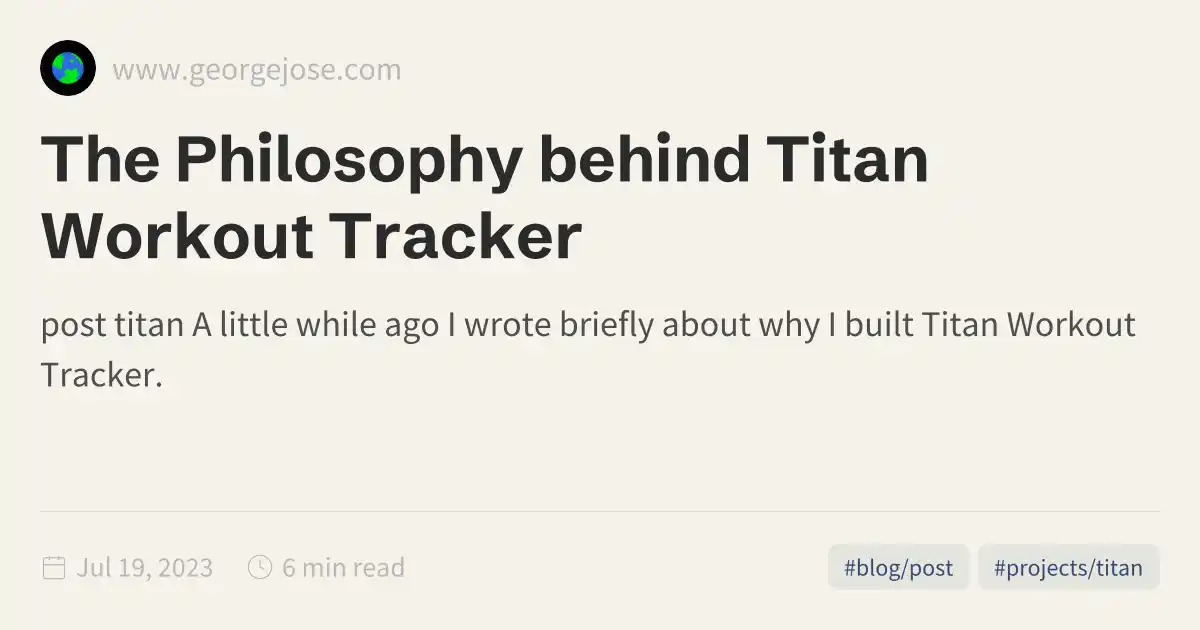 www.georgejose.com
The Philosophy behind Titan
Workout Tracker
post titan A little while ago I wrote briefly about why I built Titan Workout
Tracker.
Jul 19, 2023
6 min read
#blog/post
#projects/titan